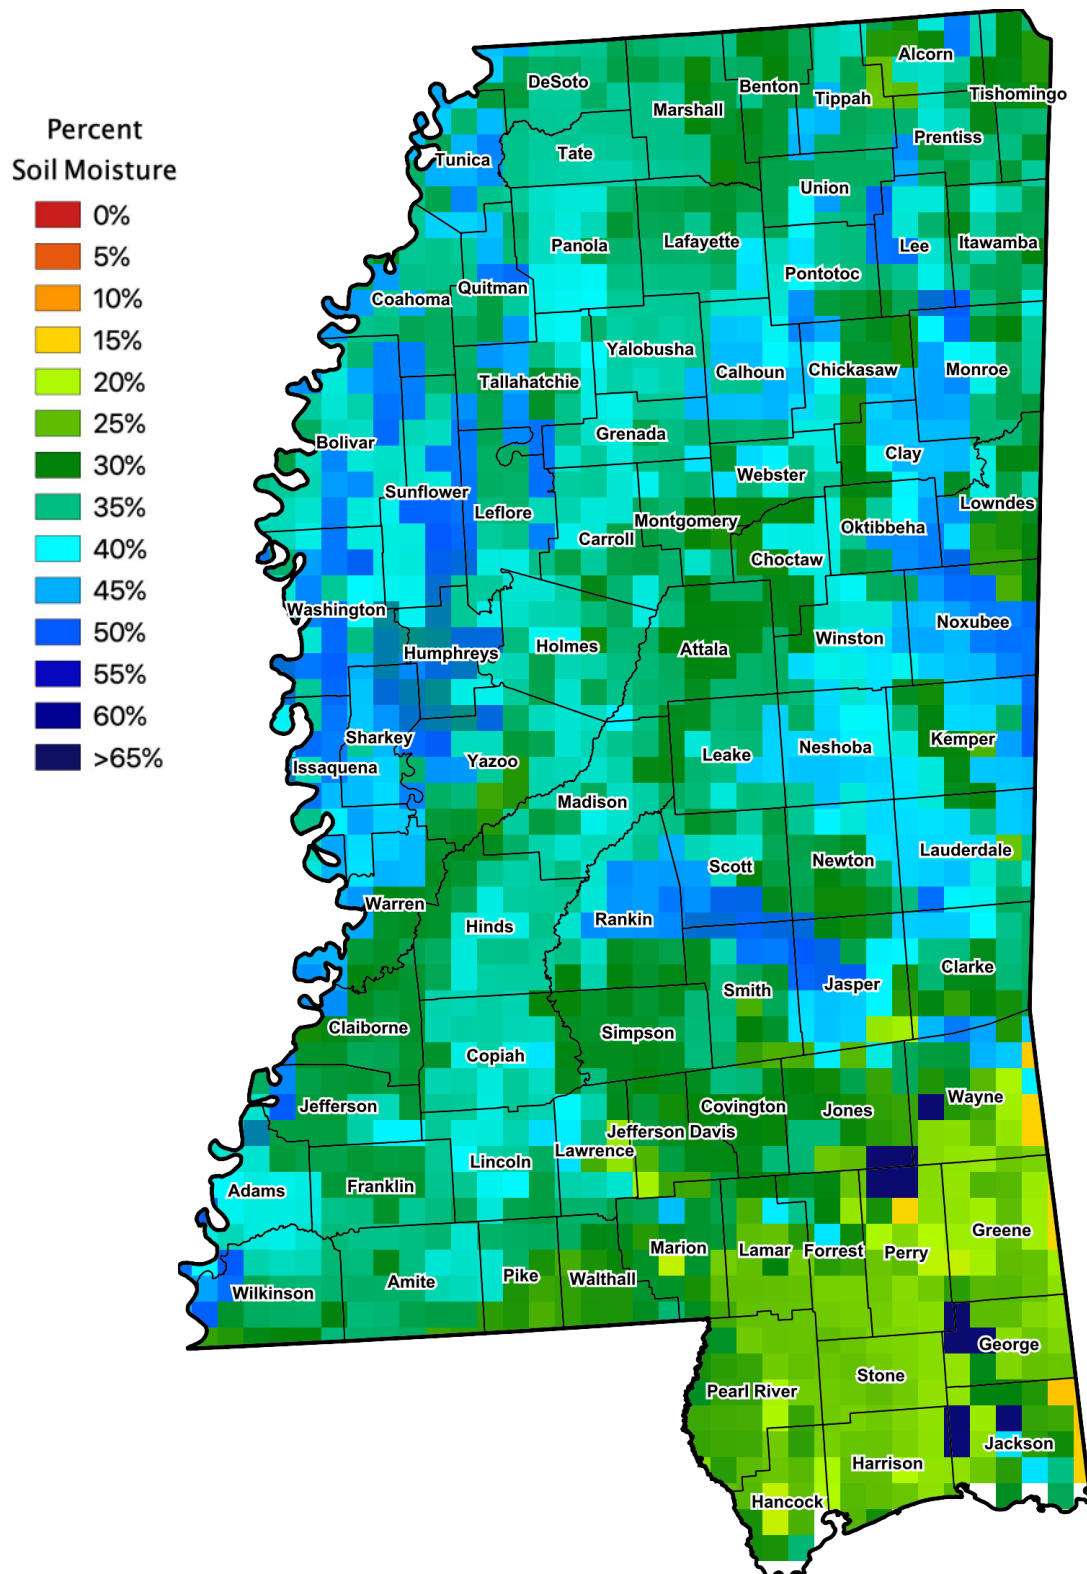 Percent
Soil Moisture
0%
5%
10%
15%
20%
25%
30%
35%
40%
45%
50%
55%
60%
>65%
Alcorn
DeSoto
Benton
Tippah
Tishomingo
Marshall
Prentiss
Tunica
Tate
Union
Panola
Lafayette
Lee
Itawamba
Pontotoc
Quitman
Coahoma
Yalobusha
Calhoun
Chickasaw
Monroe
Tallahatchie
Grenada
Bolivar
Clay
Webster
Sunflower
Leflore
Montgomery
Lowndes
Oktibbeha
Carroll
Choctaw
Washington
Noxubee
Winston
Holmes
Attala
Humphreys
Sharkey
Kemper
Neshoba
Leake
Yazoo
Issaquena
Madison
Lauderdale
Newton
Scott
Warren
Rankin
Hinds
Clarke
Jasper
Smith
Claiborne
Simpson
Copiah
Wayne
Jefferson
Covington
Jones
Jefferson Davis
Lawrence
Lincoln
Franklin
Adams
Greene
Marion
Lamar
Forrest
Perry
Pike
Walthall
Amite
Wilkinson
George
Stone
Pearl River
Jackson
Harrison
Hancock